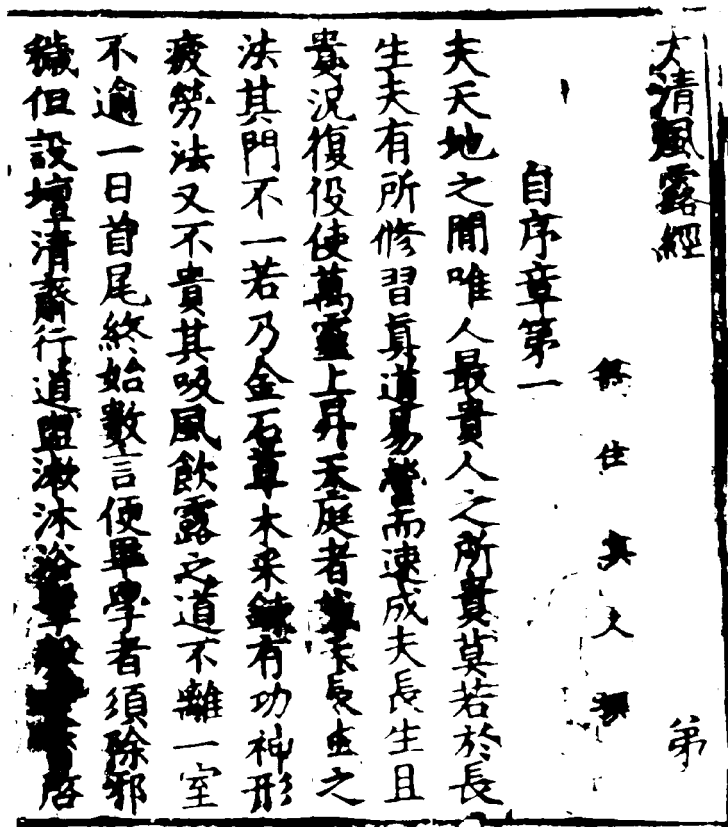 太清風露經
第
無住真人撰
自序章第一
夫天地之間唯人最貴人之所貴莫若於長
生夫有所修習真道易營而速成夫長生且
貴況復役使萬靈上昇天庭者 長生之
法其門不一若乃金石草木采鍊有功神形
疲勞法又不貴其吸風飲露之道不離一室
不逾一日首尾終始數言便畢學者須除邪
穢但設壇清齋行道盥漱沐浴 啓